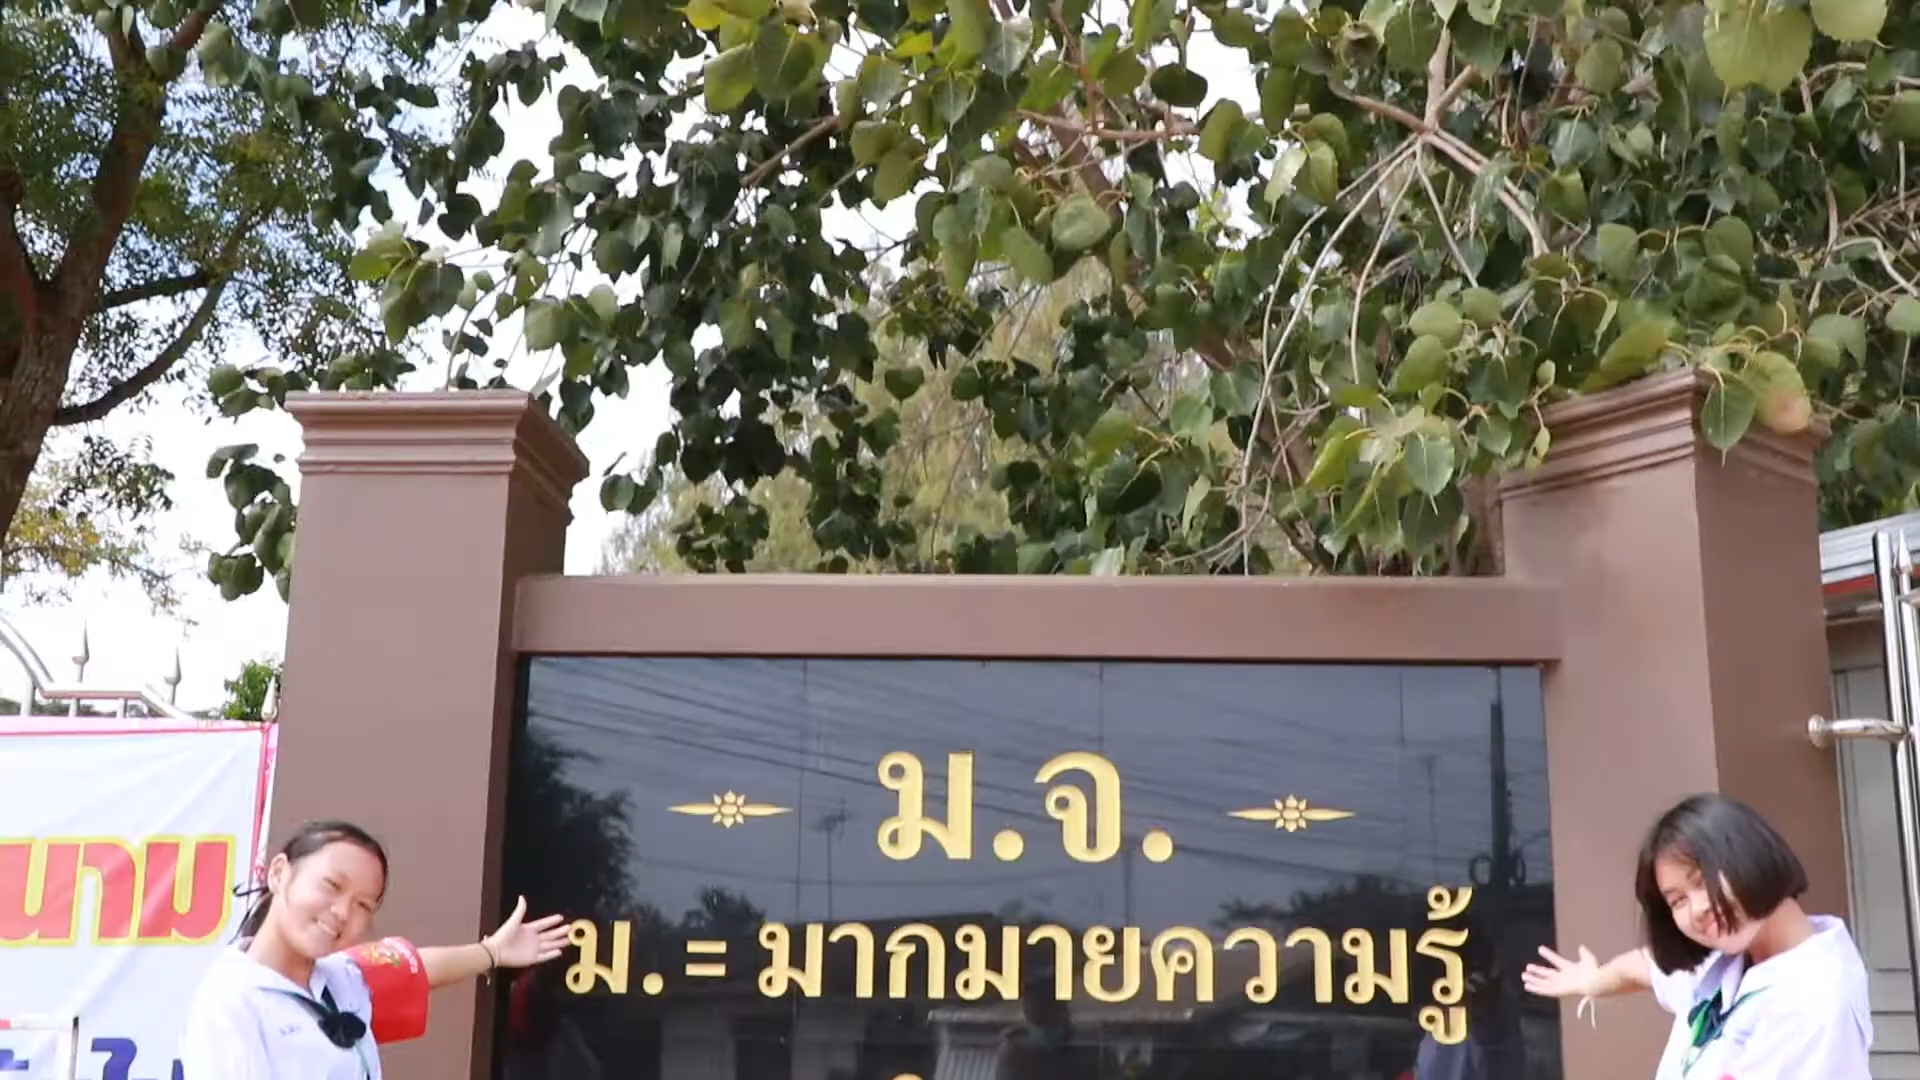 ม.จ.
ม. = มากมายความรู้
นาม